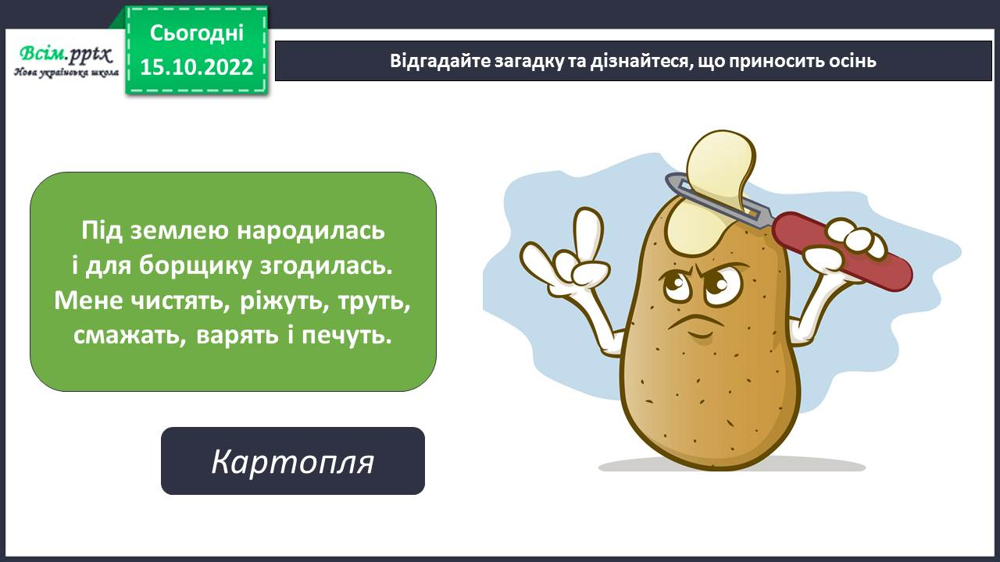 Всім.pptx
Нова українська школа
Сьогодні
15.10.2022
Відгадайте загадку та дізнайтеся, що приносить осінь
Під землею народилась
і для борщику згодилась.
Мене чистять, ріжуть, труть,
смажать, варять і печуть.
Картопля